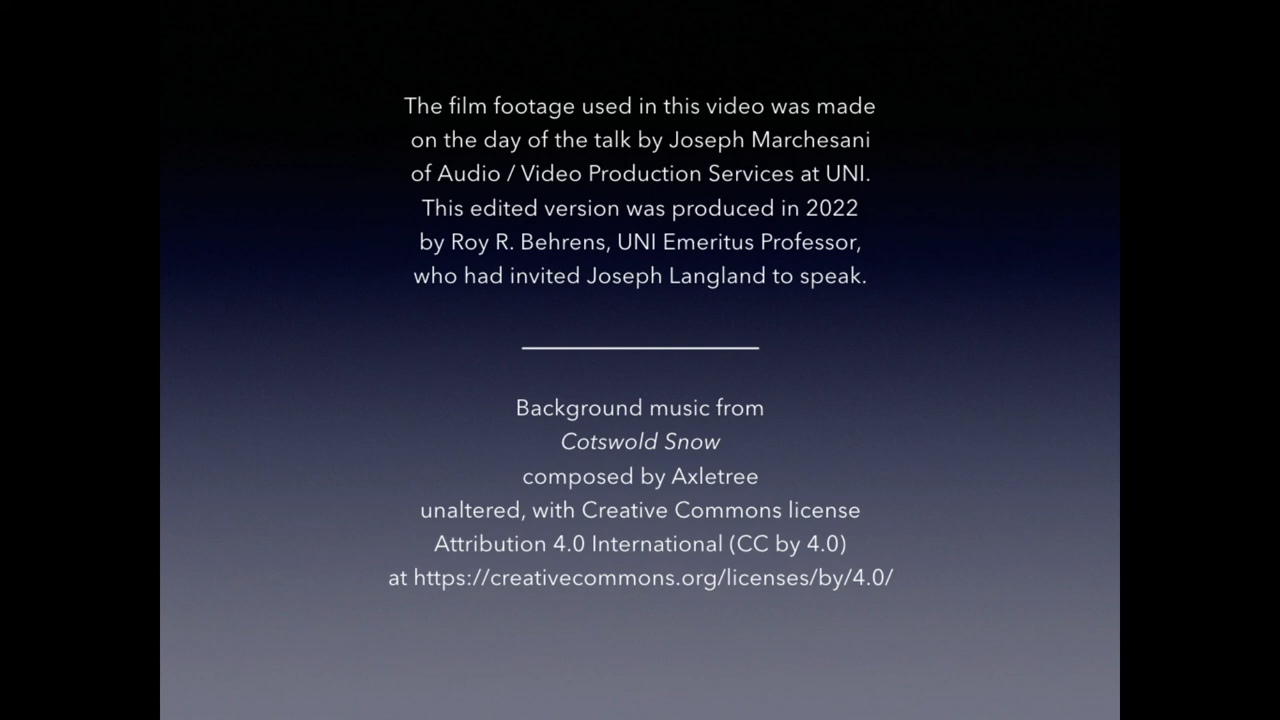 The film footage used in this video was made
on the day of the talk by Joseph Marchesani
of Audio / Video Production Services at UNI.
This edited version was produced in 2022
by Roy R. Behrens, UNI Emeritus Professor,
who had invited Joseph Langland to speak.
Background music from
Cotswold Snow
composed by Axletree
unaltered, with Creative Commons license
Attribution 4.0 International (CC by 4.0)
at https://creativecommons.org/licenses/by/4.0/